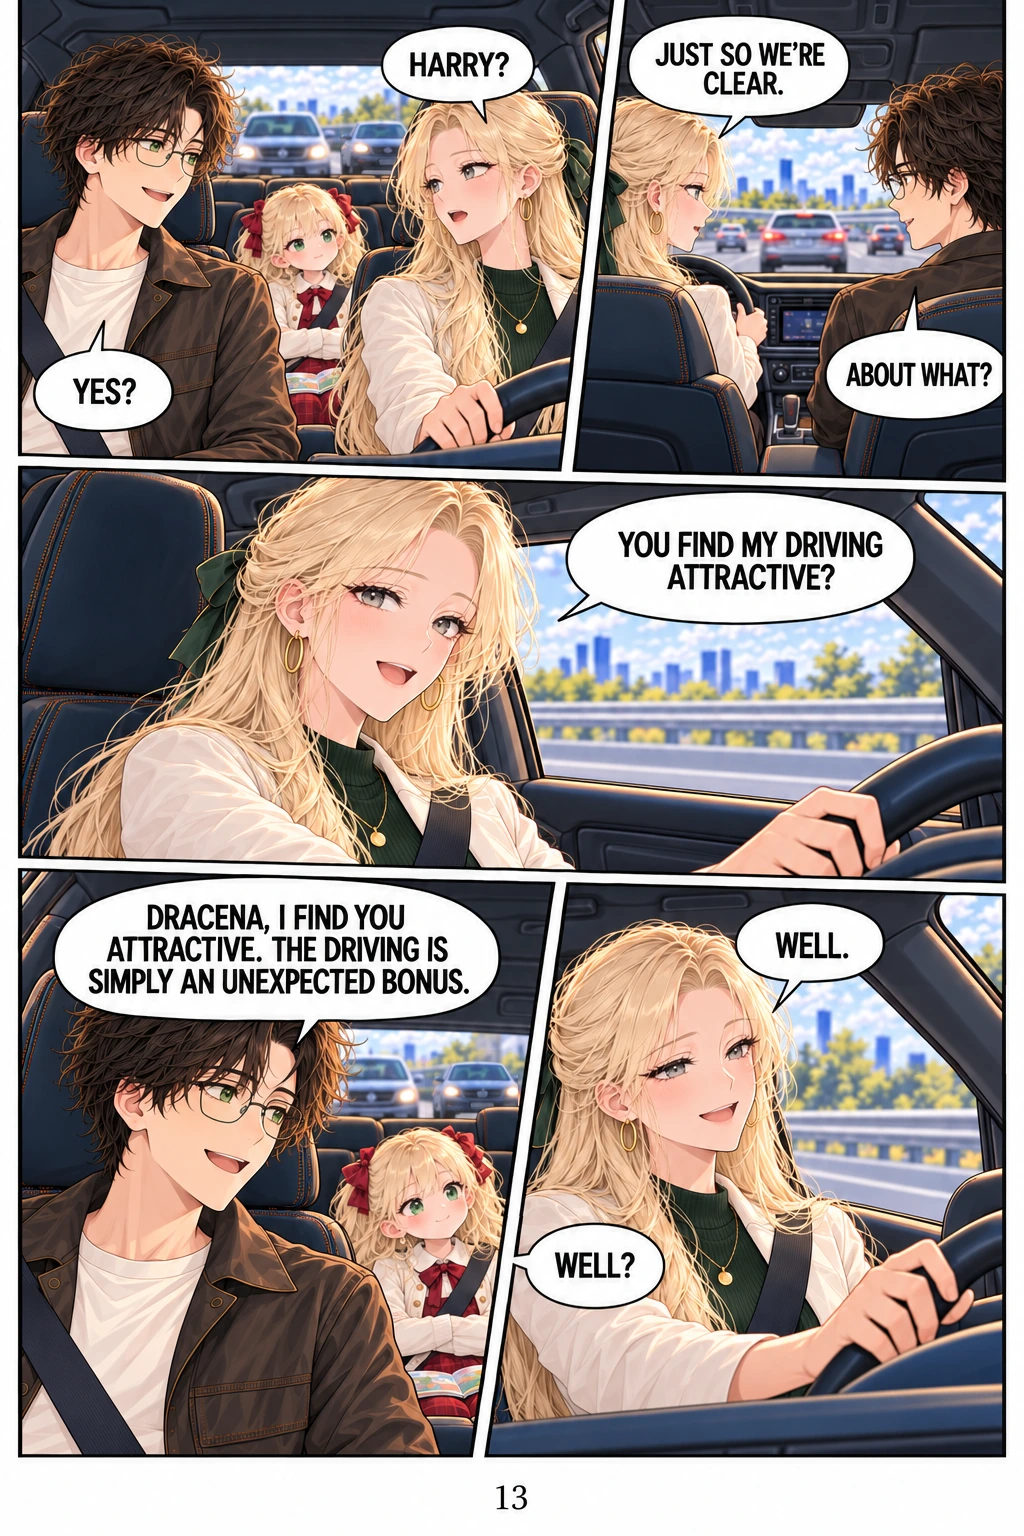 HARRY?
YES?
JUST SO WE'RE
CLEAR.
ABOUT WHAT?
YOU FIND MY DRIVING
ATTRACTIVE?
DRACENA, I FIND YOU
ATTRACTIVE. THE DRIVING IS
SIMPLY AN UNEXPECTED BONUS.
WELL.
WELL?
13